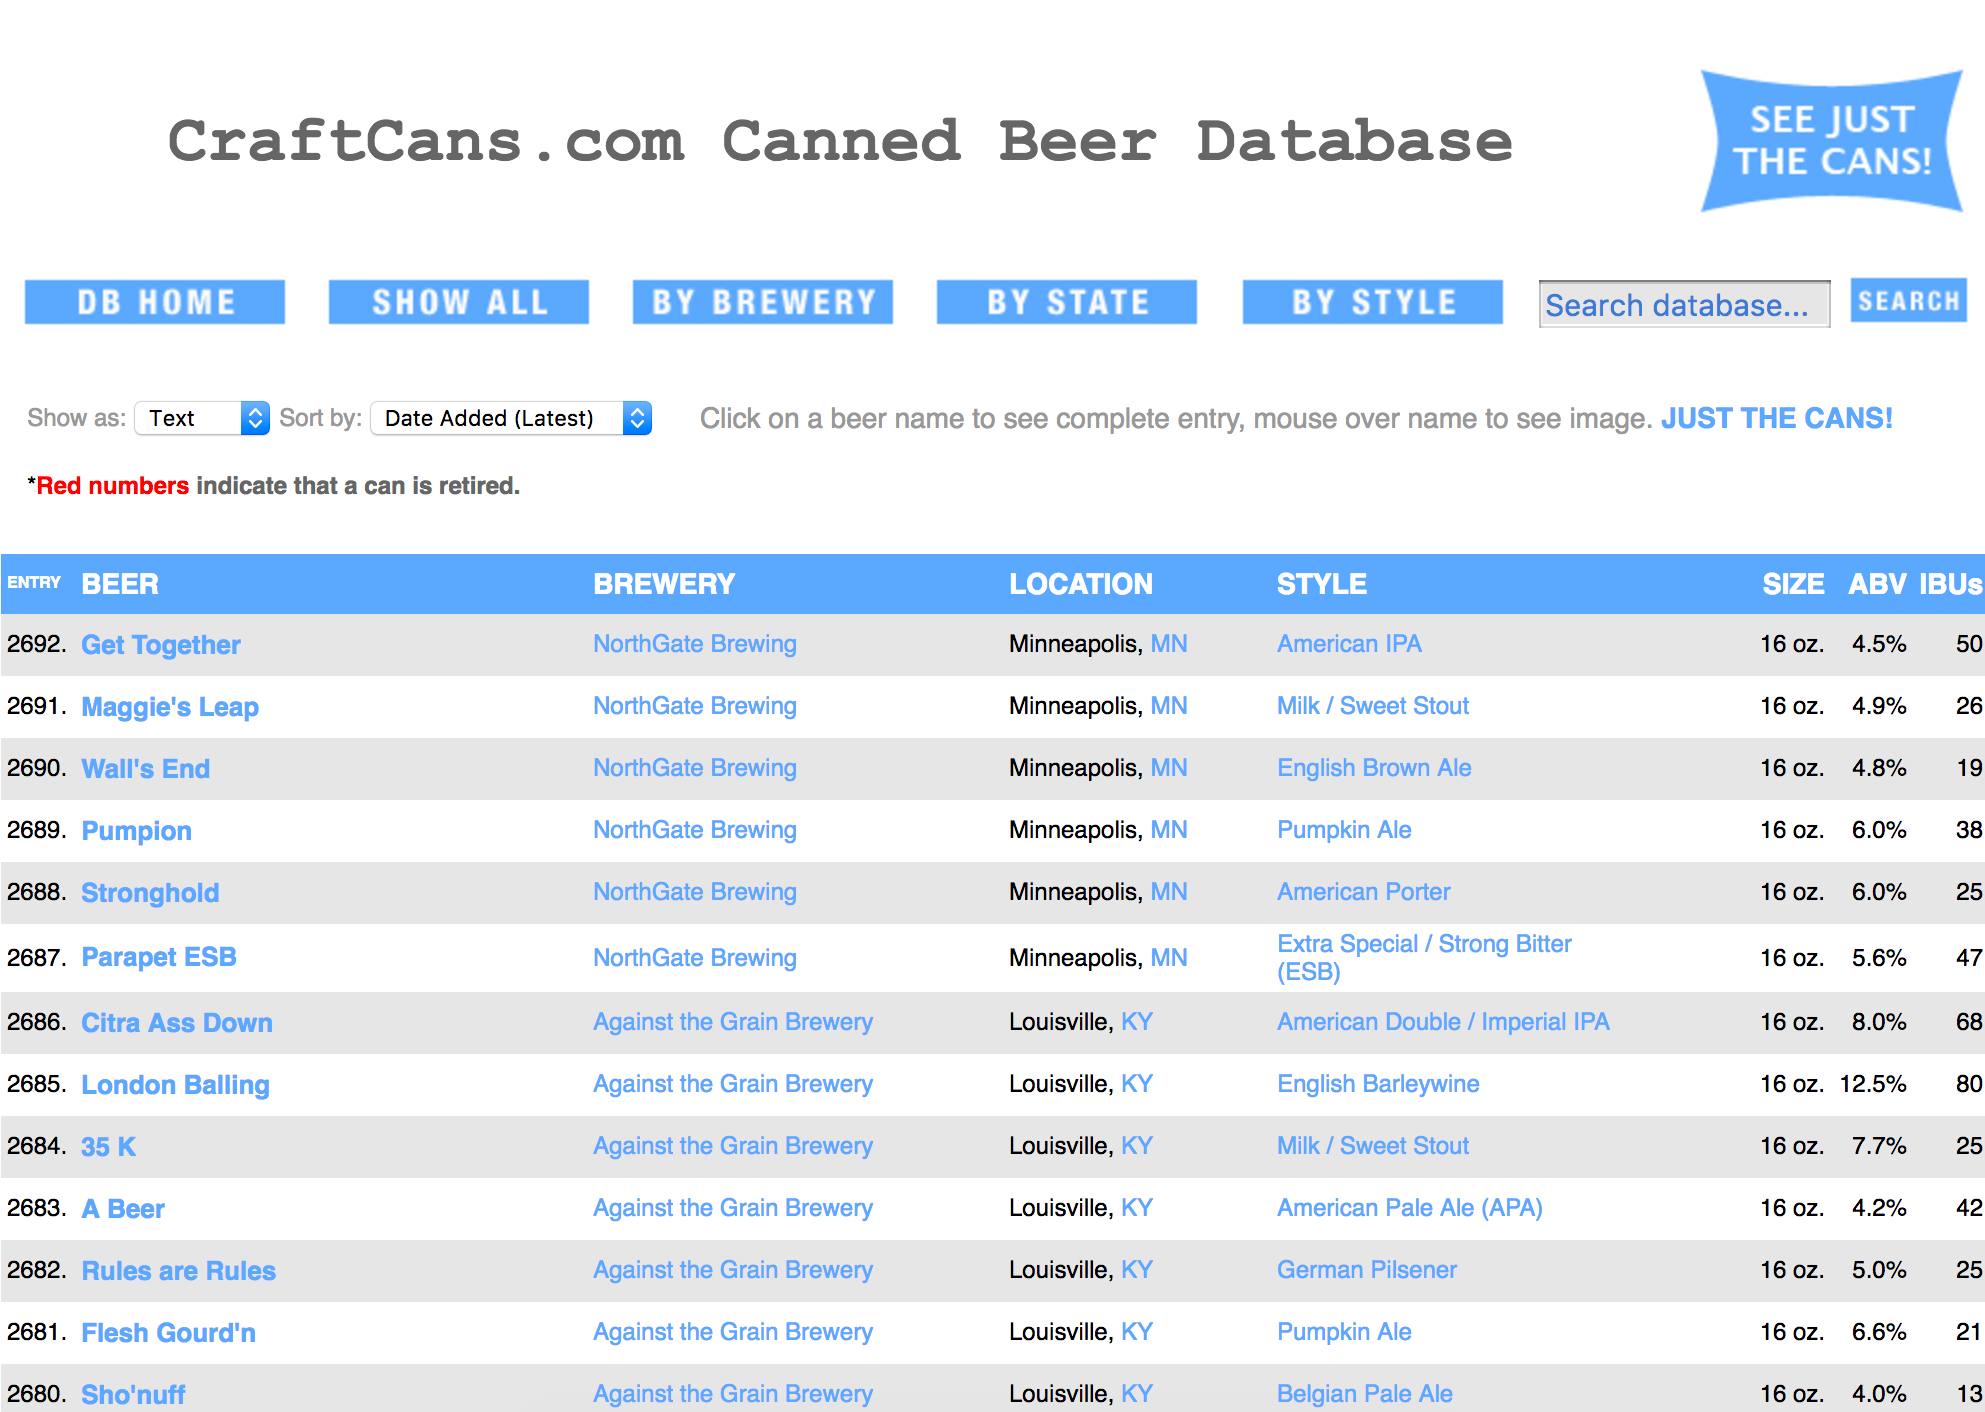 CraftCans.com Canned Beer Database
SEE JUST
THE CANS!
DB HOME SHOW ALL BY BREWERY BY STATE BY STYLE Search database... SEARCH
Show as: Text Sort by: Date Added (Latest) Click on a beer name to see complete entry, mouse over name to see image. JUST THE CANS!
*Red numbers indicate that a can is retired.
ENTRY BEER BREWERY LOCATION STYLE SIZE ABV IBUs
2692. Get Together NorthGate Brewing Minneapolis, MN American IPA 16 oz. 4.5% 50
2691. Maggie's Leap NorthGate Brewing Minneapolis, MN Milk / Sweet Stout 16 oz. 4.9% 26
2690. Wall's End NorthGate Brewing Minneapolis, MN English Brown Ale 16 oz. 4.8% 19
2689. Pumpion NorthGate Brewing Minneapolis, MN Pumpkin Ale 16 oz. 6.0% 38
2688. Stronghold NorthGate Brewing Minneapolis, MN American Porter 16 oz. 6.0% 25
2687. Parapet ESB NorthGate Brewing Minneapolis, MN Extra Special / Strong Bitter
(ESB) 16 oz. 5.6% 47
2686. Citra Ass Down Against the Grain Brewery Louisville, KY American Double / Imperial IPA 16 oz. 8.0% 68
2685. London Balling Against the Grain Brewery Louisville, KY English Barleywine 16 oz. 12.5% 80
2684. 35 K Against the Grain Brewery Louisville, KY Milk / Sweet Stout 16 oz. 7.7% 25
2683. A Beer Against the Grain Brewery Louisville, KY American Pale Ale (APA) 16 oz. 4.2% 42
2682. Rules are Rules Against the Grain Brewery Louisville, KY German Pilsener 16 oz. 5.0% 25
2681. Flesh Gourd'n Against the Grain Brewery Louisville, KY Pumpkin Ale 16 oz. 6.6% 21
2680. Sho'nuff Against the Grain Brewery Louisville, KY Belgian Pale Ale 16 oz. 4.0% 13